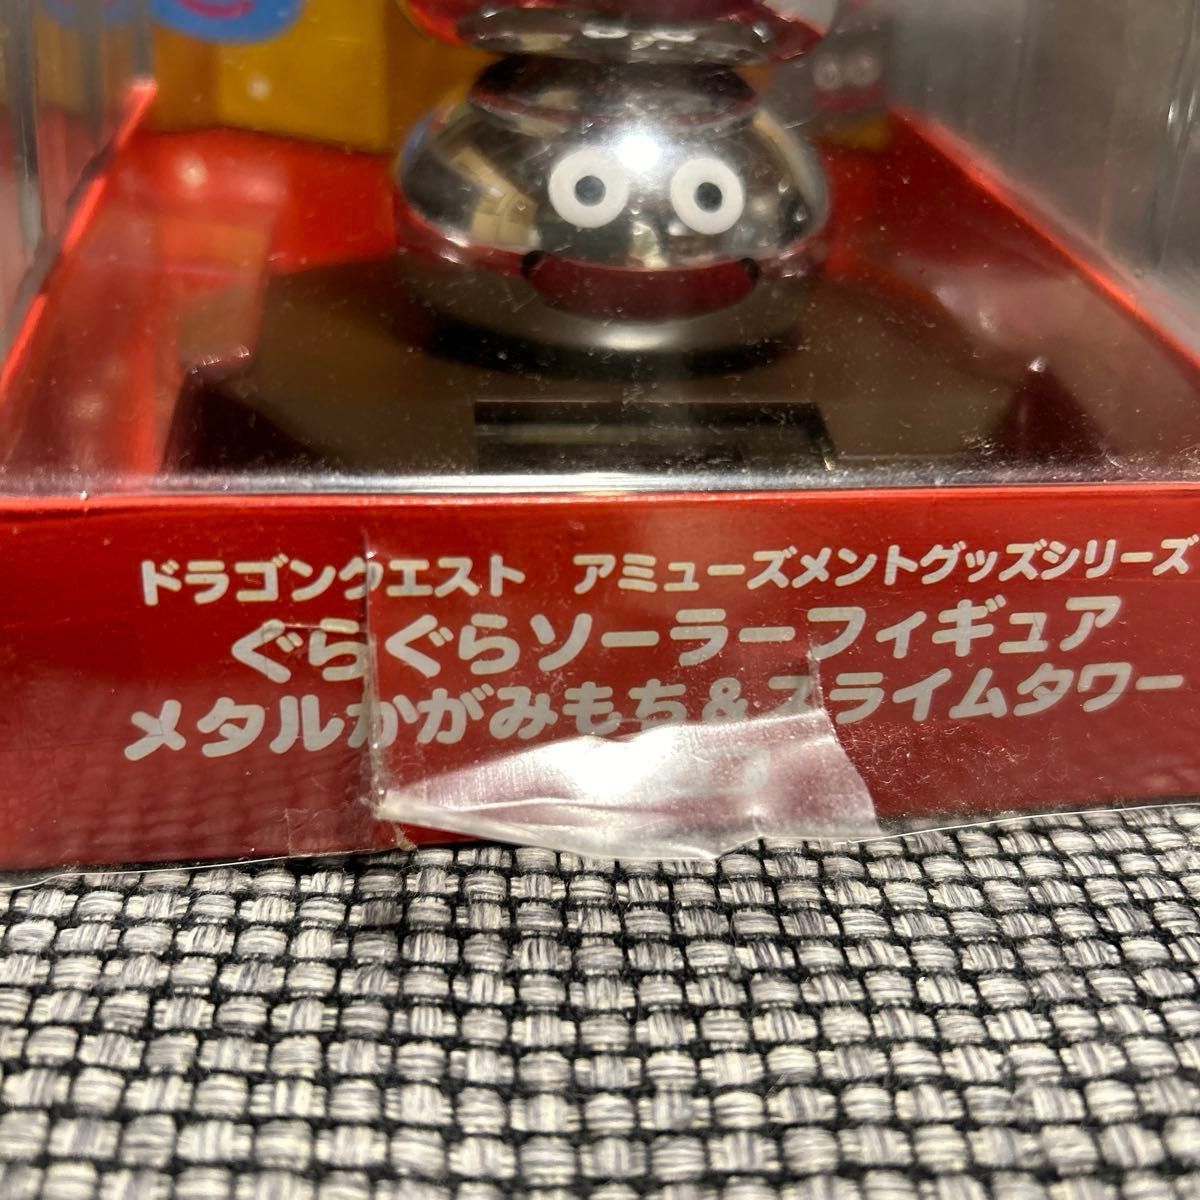 ドラゴンクエスト アミューズメントグッズシリーズ
ぐらぐらソーラーフィギュア
メタルかがみもち&スライムタワー